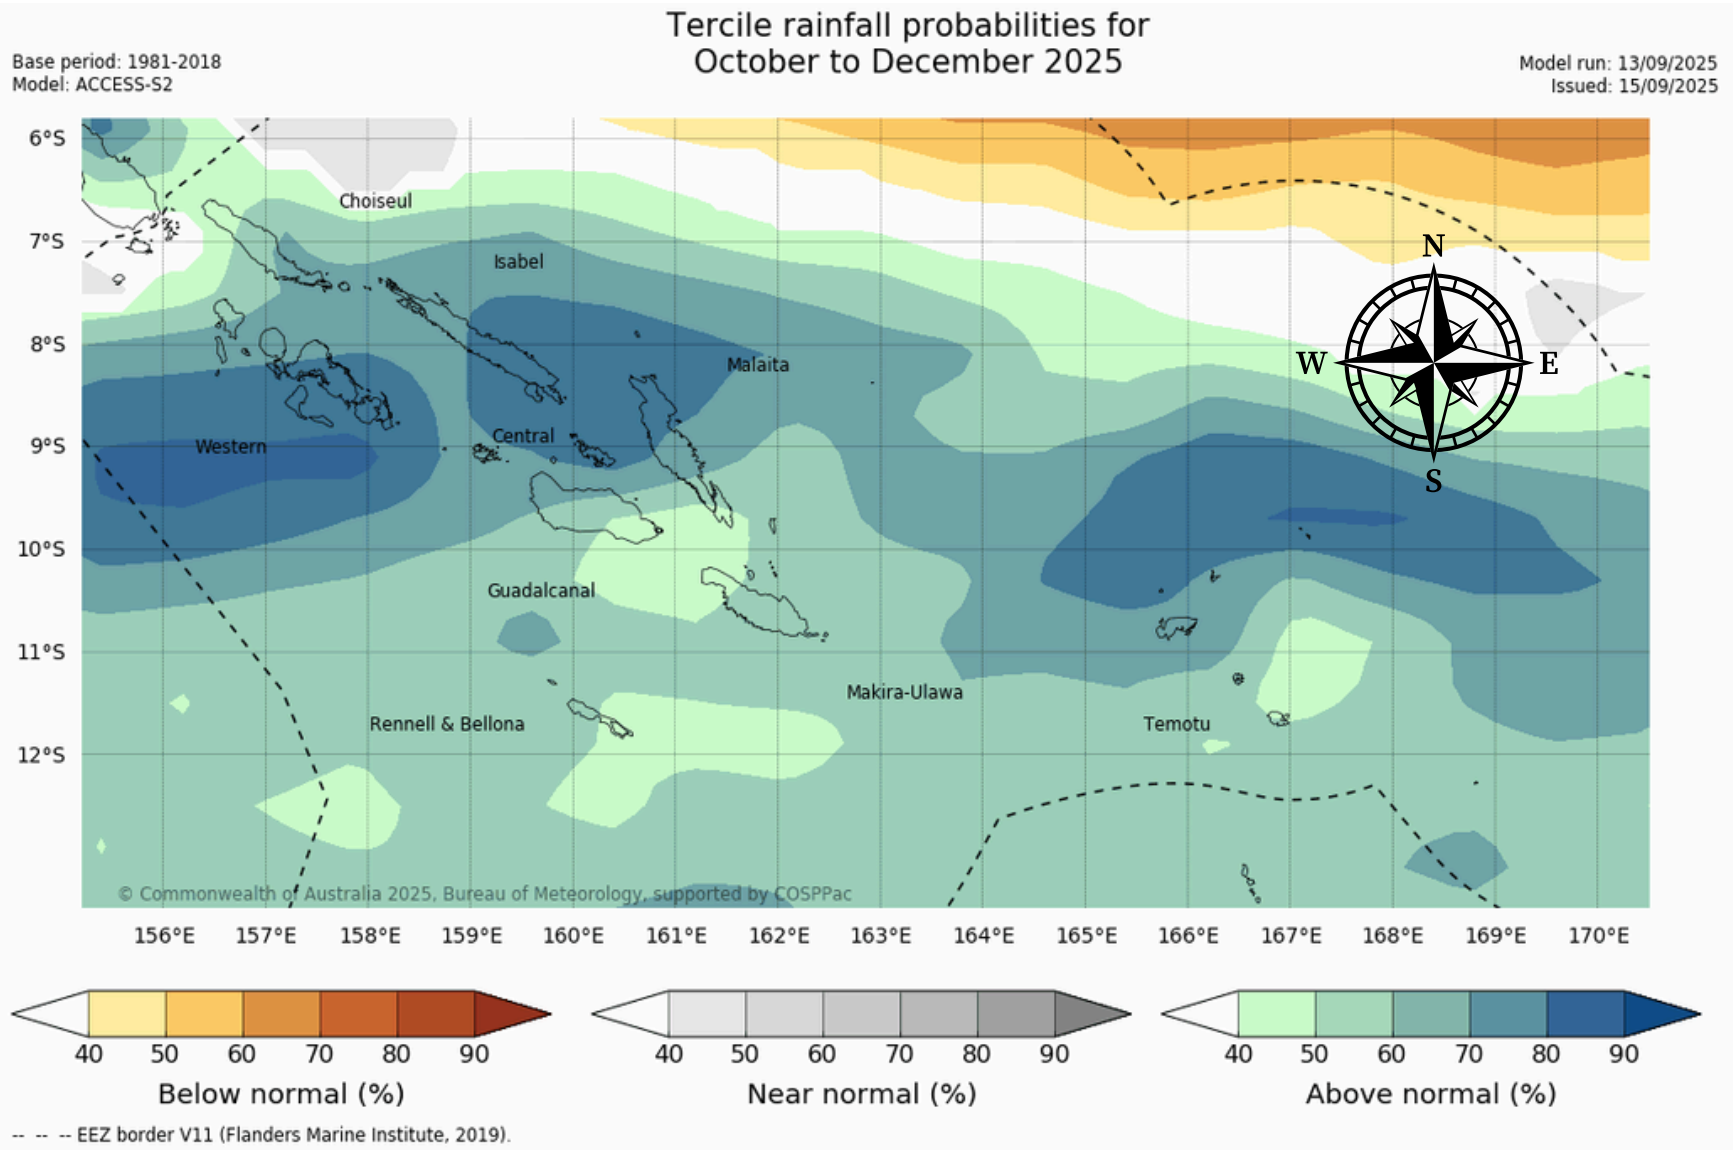 Tercile rainfall probabilities for
October to December 2025
Base period: 1981-2018
Model: ACCESS-S2
Model run: 13/09/2025
Issued: 15/09/2025
6°S
7°S
8°S
9°S
10°S
11°S
12°S
Choiseul
Isabel
Malaita
Central
Western
Guadalcanal
Makira-Ulawa
Rennell & Bellona
Temotu
N
W
E
S
© Commonwealth of Australia 2025, Bureau of Meteorology, supported by COSPPac
156°E 157°E 158°E 159°E 160°E 161°E 162°E 163°E 164°E 165°E 166°E 167°E 168°E 169°E 170°E
40 50 60 70 80 90
Below normal (%)
40 50 60 70 80 90
Near normal (%)
40 50 60 70 80 90
Above normal (%)
-- -- -- EEZ border V11 (Flanders Marine Institute, 2019).